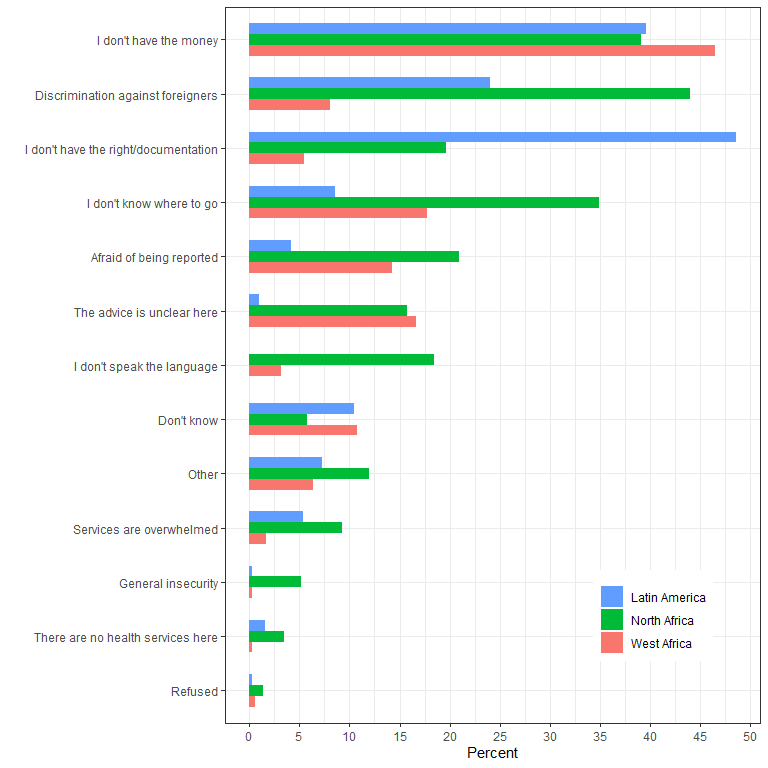 I don't have the money
Discrimination against foreigners
I don't have the right/documentation
I don't know where to go
Afraid of being reported
The advice is unclear here
I don't speak the language
Don't know
Other
Services are overwhelmed
General insecurity
There are no health services here
Refused
Latin America
North Africa
West Africa
0 5 10 15 20 25 30 35 40 45 50
Percent